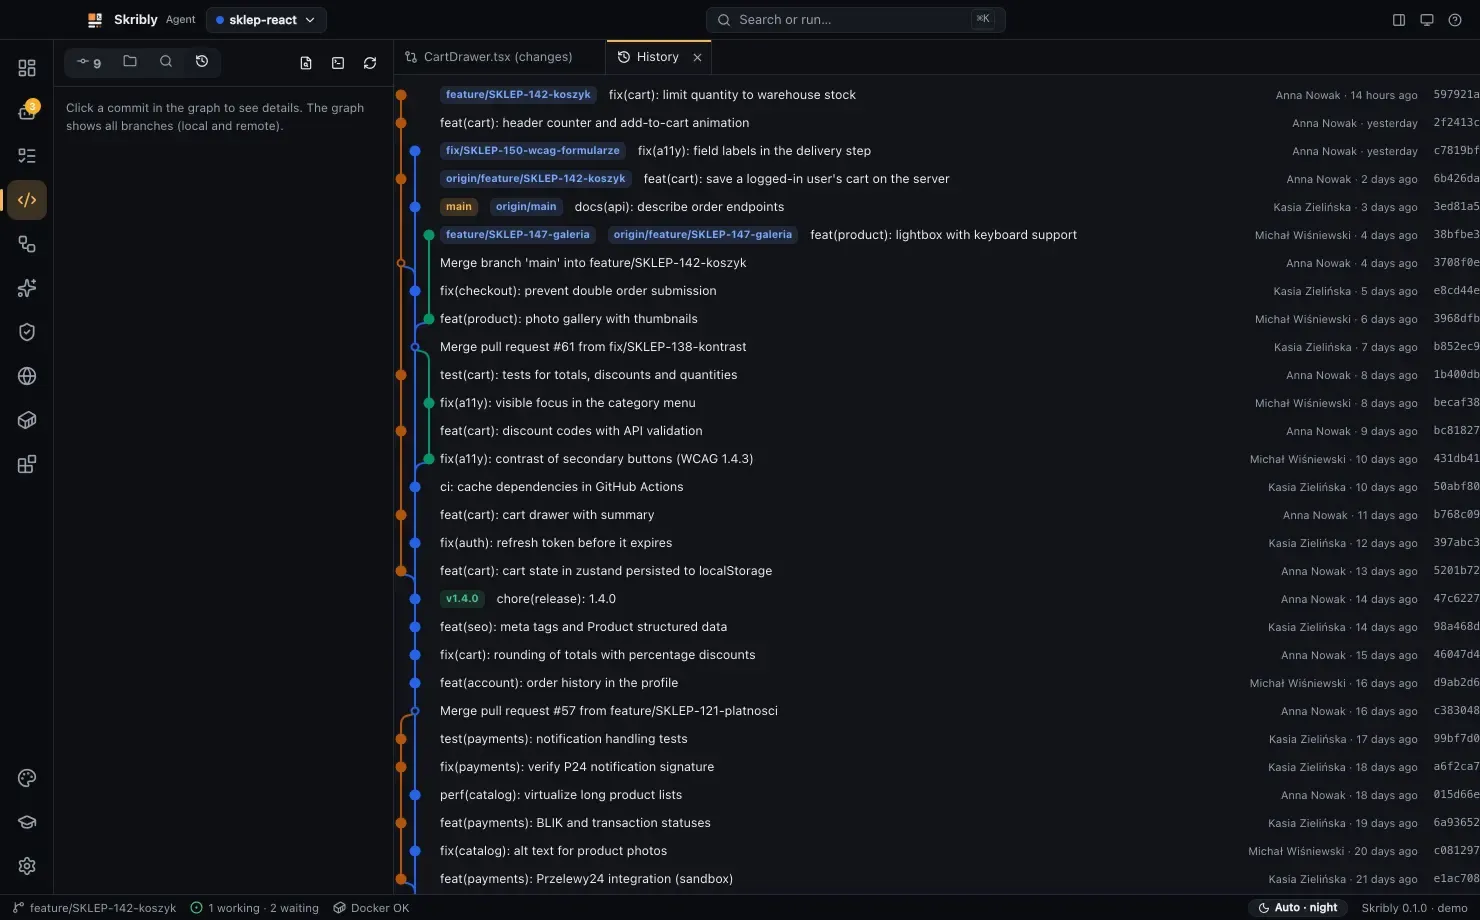 Skribly Agent sklep-react
Search or run... ⌘K
9
CartDrawer.tsx (changes)
History
3
Click a commit in the graph to see details. The graph
shows all branches (local and remote).
feature/SKLEP-142-koszyk fix(cart): limit quantity to warehouse stock Anna Nowak · 14 hours ago 597921a
feat(cart): header counter and add-to-cart animation Anna Nowak · yesterday 2f2413c
fix/SKLEP-150-wcag-formularze fix(a11y): field labels in the delivery step Anna Nowak · yesterday c7819bf
origin/feature/SKLEP-142-koszyk feat(cart): save a logged-in user's cart on the server Anna Nowak · 2 days ago 6b426da
main origin/main docs(api): describe order endpoints Kasia Zielińska · 3 days ago 3ed81a5
feature/SKLEP-147-galeria origin/feature/SKLEP-147-galeria feat(product): lightbox with keyboard support Michał Wiśniewski · 4 days ago 38bfbe3
Merge branch 'main' into feature/SKLEP-142-koszyk Anna Nowak · 4 days ago 3708f0e
fix(checkout): prevent double order submission Kasia Zielińska · 5 days ago e8cd44e
feat(product): photo gallery with thumbnails Michał Wiśniewski · 6 days ago 3968dfb
Merge pull request #61 from fix/SKLEP-138-kontrast Kasia Zielińska · 7 days ago b852ec9
test(cart): tests for totals, discounts and quantities Anna Nowak · 8 days ago 1b400db
fix(a11y): visible focus in the category menu Michał Wiśniewski · 8 days ago becaf38
feat(cart): discount codes with API validation Anna Nowak · 9 days ago bc81827
fix(a11y): contrast of secondary buttons (WCAG 1.4.3) Michał Wiśniewski · 10 days ago 431db41
ci: cache dependencies in GitHub Actions Kasia Zielińska · 10 days ago 50abf80
feat(cart): cart drawer with summary Anna Nowak · 11 days ago b768c09
fix(auth): refresh token before it expires Kasia Zielińska · 12 days ago 397abc3
feat(cart): cart state in zustand persisted to localStorage Anna Nowak · 13 days ago 5201b72
v1.4.0 chore(release): 1.4.0 Anna Nowak · 14 days ago 47c6227
feat(seo): meta tags and Product structured data Kasia Zielińska · 14 days ago 98a468d
fix(cart): rounding of totals with percentage discounts Anna Nowak · 15 days ago 46047d4
feat(account): order history in the profile Michał Wiśniewski · 16 days ago d9ab2d6
Merge pull request #57 from feature/SKLEP-121-platnosci Anna Nowak · 16 days ago c383048
test(payments): notification handling tests Kasia Zielińska · 17 days ago 99bf7d0
fix(payments): verify P24 notification signature Kasia Zielińska · 18 days ago a6f2ca7
perf(catalog): virtualize long product lists Anna Nowak · 18 days ago 015d66e
feat(payments): BLIK and transaction statuses Kasia Zielińska · 19 days ago 6a93652
fix(catalog): alt text for product photos Michał Wiśniewski · 20 days ago c081297
feat(payments): Przelewy24 integration (sandbox) Kasia Zielińska · 21 days ago e1ac708
feature/SKLEP-142-koszyk 1 working · 2 waiting Docker OK Auto · night Skribly 0.1.0 · demo